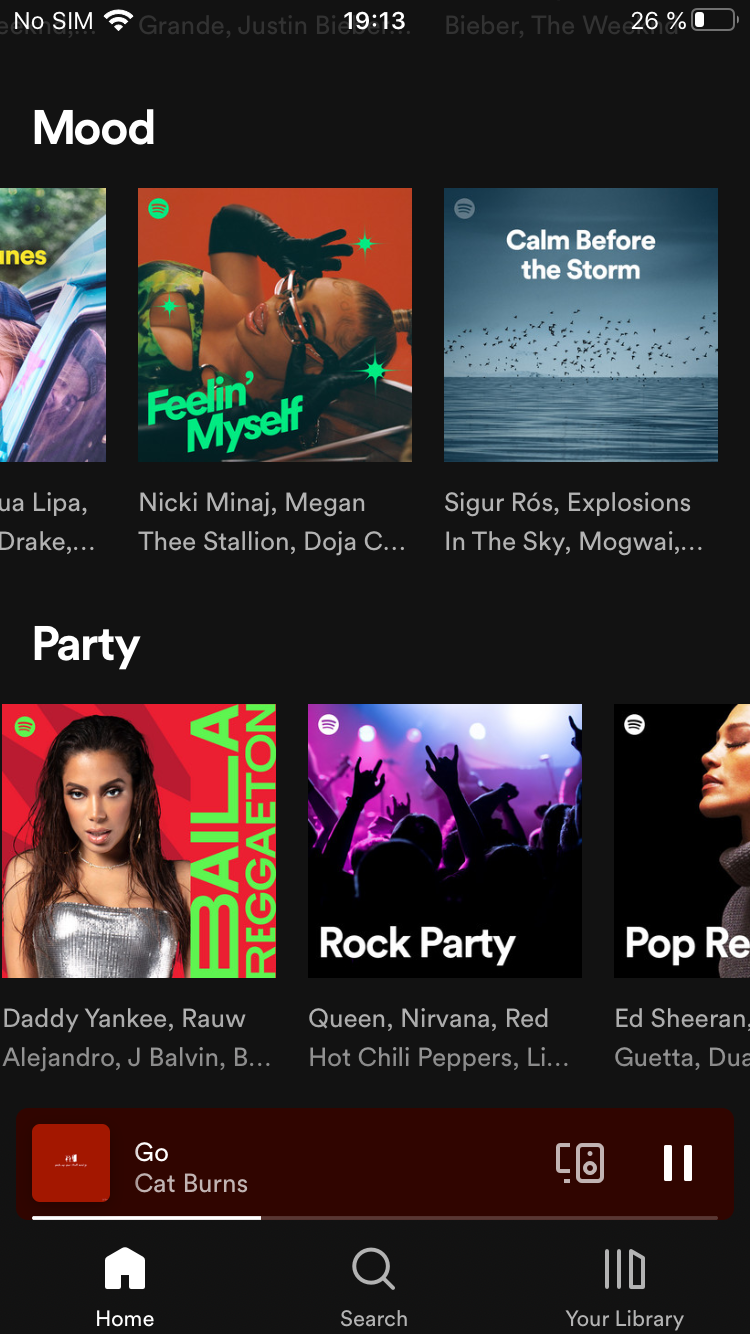 No SIM 19:13 26 %
Grande, Justin Bieber... Bieber, The Weeknd
Mood
unes
Feelin'
Myself
Calm Before
the Storm
ua Lipa,
Drake,...
Nicki Minaj, Megan
Thee Stallion, Doja C...
Sigur Rós, Explosions
In The Sky, Mogwai,...
Party
BAILA
REGGAETON
Rock Party
Pop Re
Daddy Yankee, Rauw
Alejandro, J Balvin, B...
Queen, Nirvana, Red
Hot Chili Peppers, Li...
Ed Sheeran,
Guetta, Dua
Go
Cat Burns
Home Search Your Library